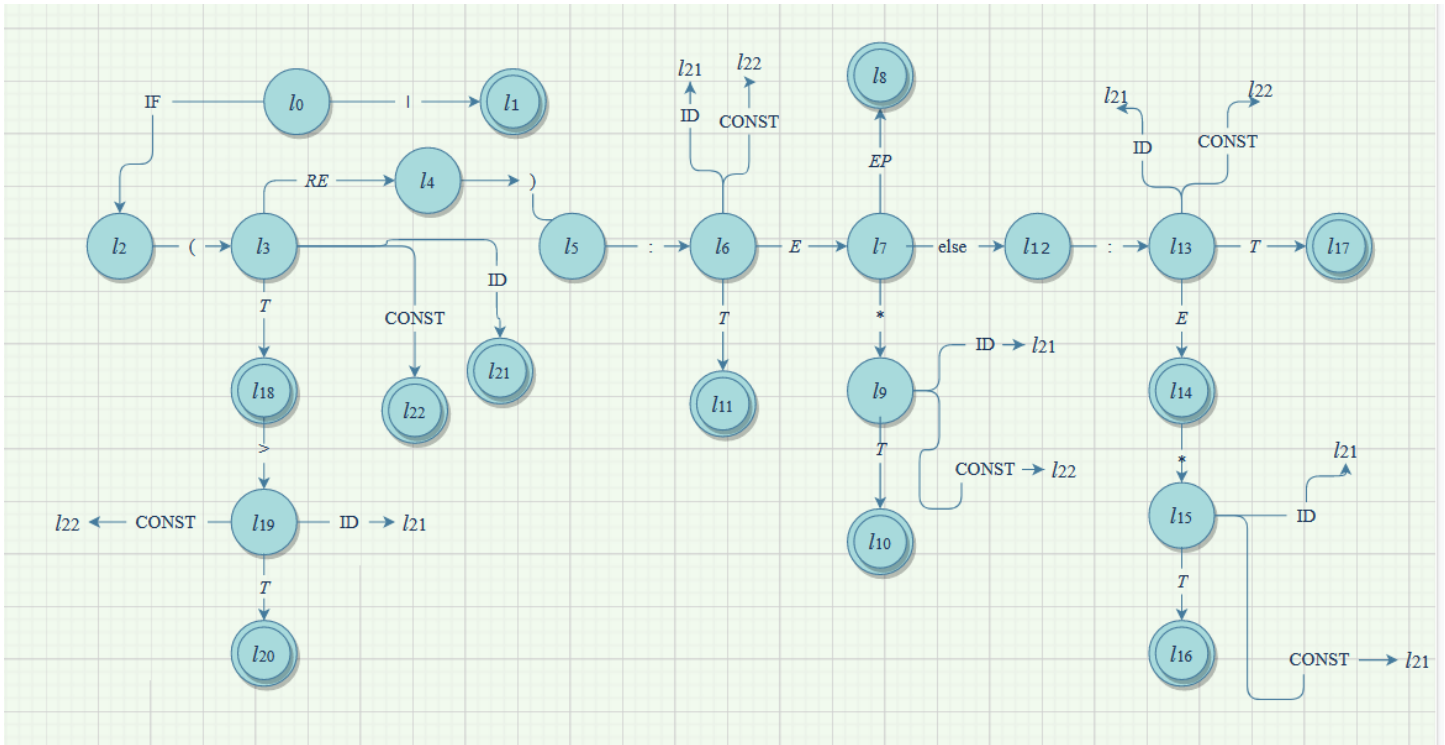 l21
l22
l8
IF
l0
I
l1
ID
CONST
l21
l22
ID
CONST
EP
RE
l4
)
l2
(
l3
l5
:
l6
E
l7
else
l12
:
l13
T
l17
ID
T
CONST
T
*
E
l18
l22
l21
l11
l9
ID
l21
l14
>
T
CONST
l22
*
l21
l22
CONST
l19
ID
l21
l10
l15
ID
T
T
l20
l16
CONST
l21